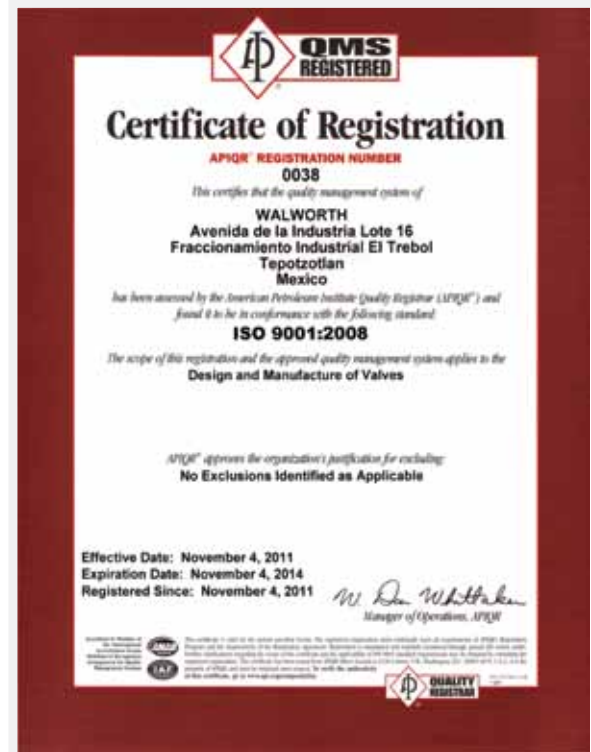 QMS
REGISTERED
Certificate of Registration
APIQR® REGISTRATION NUMBER
0038
This certifies that the quality management system of
WALWORTH
Avenida de la Industria Lote 16
Fraccionamiento Industrial El Trebol
Tepotzotlan
Mexico
has been assessed by the American Petroleum Institute Quality Registrar (APIQR®) and
found it to be in conformance with the following standard:
ISO 9001:2008
The scope of this registration and the approved quality management system applies to the
Design and Manufacture of Valves
APIQR® approves the organization's justification for excluding:
No Exclusions Identified as Applicable
Effective Date: November 4, 2011
Expiration Date: November 4, 2014
Registered Since: November 4, 2011
W. Don Whittaker
Manager of Operations, APIQR
QUALITY
REGISTRAR